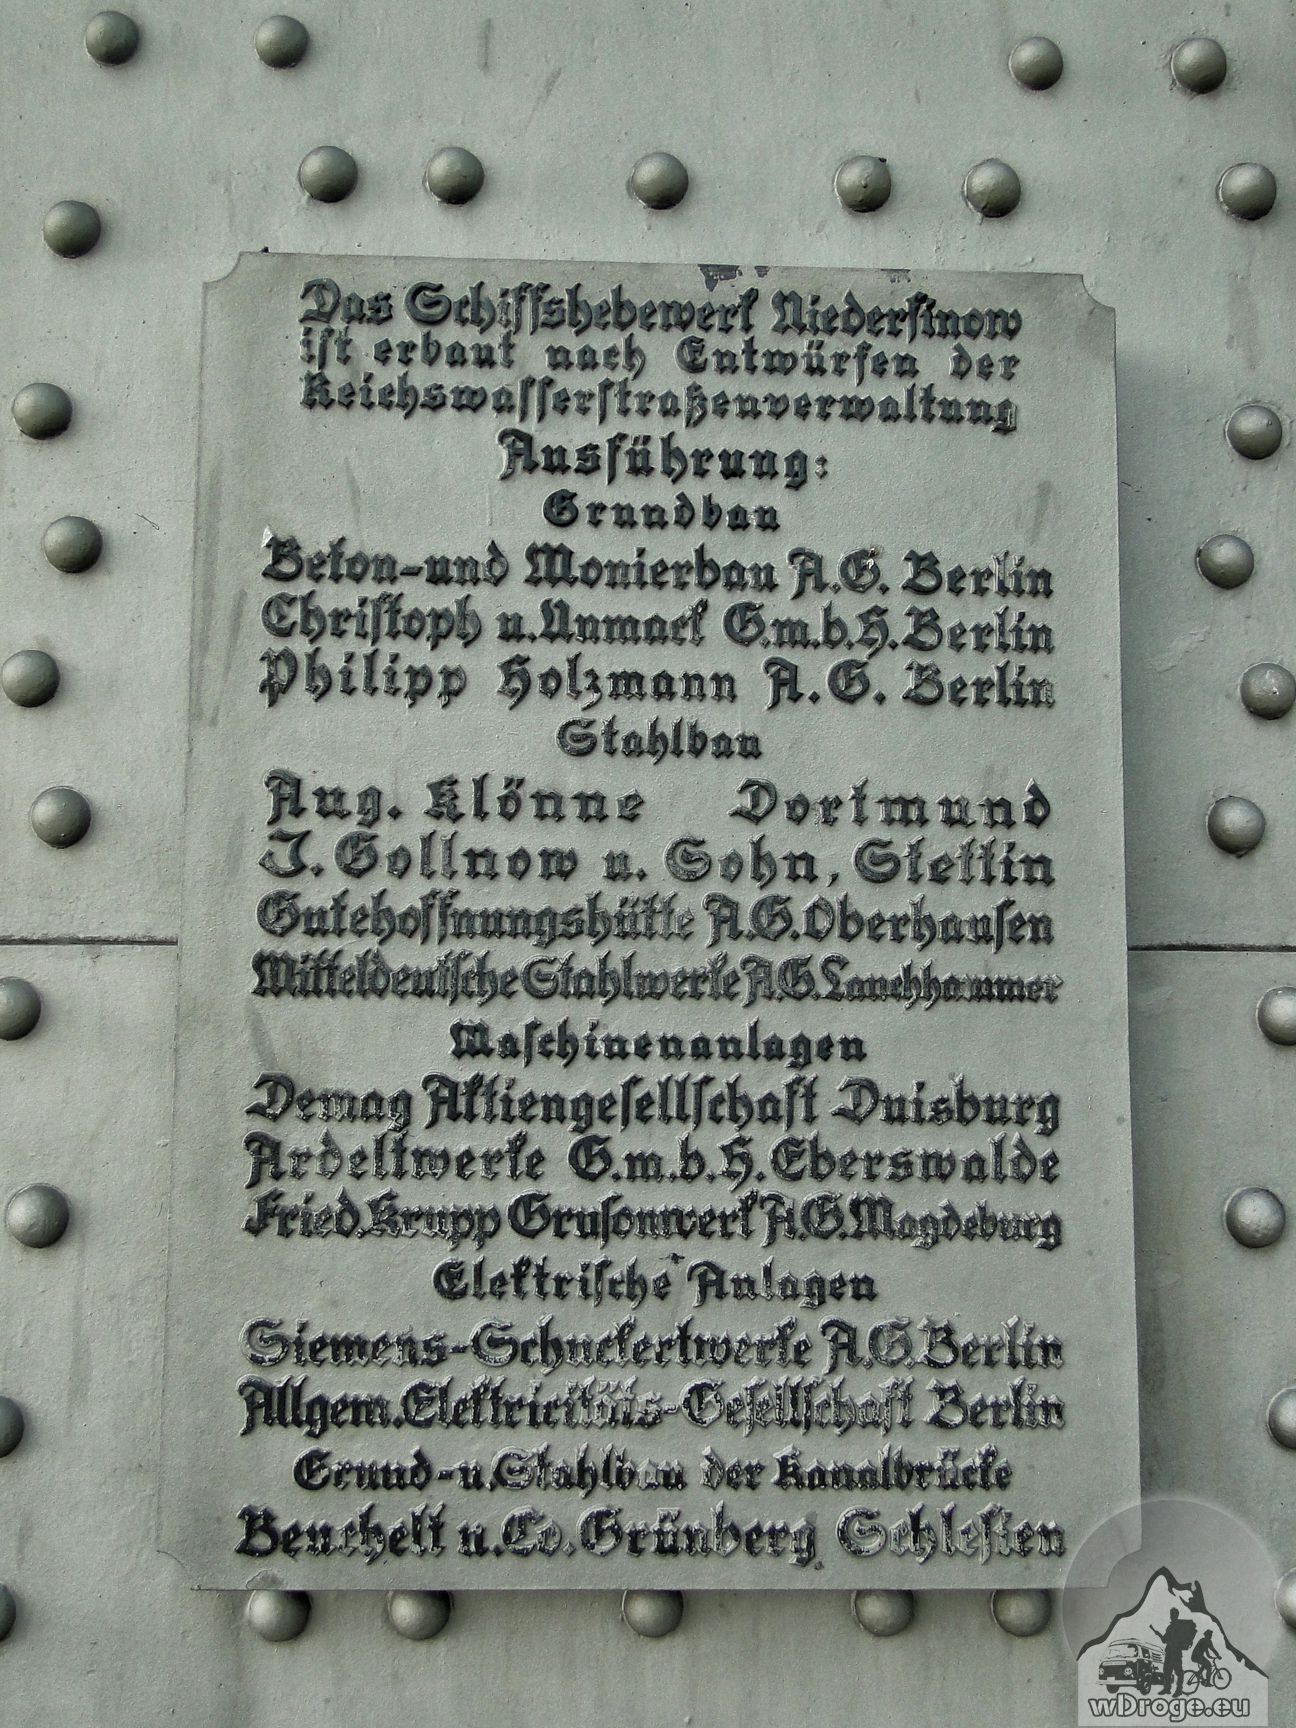 Das Schiffshebewerk Niederfinow
ist erbaut nach Entwürfen der
Reichswasserstraßenverwaltung
Ausführung:
Grundbau
Beton-und Monierbau A.G. Berlin
Christoph u.Unmack G.m.b.H.Berlin
Philipp Holzmann A.G. Berlin
Stahlbau
Aug. Klönne Dortmund
J. Gollnow u. Sohn, Stettin
Gutehoffnungshütte A.G.Oberhausen
Mitteldeutsche Stahlwerke A.G.Lauchhammer
Maschinenanlagen
Demag Aktiengesellschaft Duisburg
Ardeltwerke G.m.b.H.Eberswalde
Fried.Krupp Grusonwerk A.G.Magdeburg
Elektrische Anlagen
Siemens-Schuckertwerke A.G.Berlin
Allgem.Elektricitäts-Gesellschaft Berlin
Grund-u.Stahlbau der Kanalbrücke
Beuchelt u.Co.Grünberg Schlesien
wDroge.eu